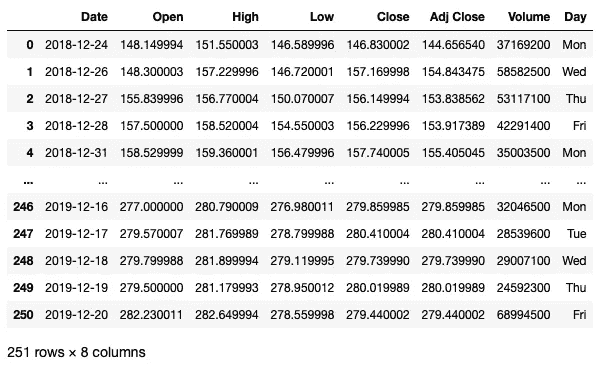 Date Open High Low Close Adj Close Volume Day
0 2018-12-24 148.149994 151.550003 146.589996 146.830002 144.656540 37169200 Mon
1 2018-12-26 148.300003 157.229996 146.720001 157.169998 154.843475 58582500 Wed
2 2018-12-27 155.839996 156.770004 150.070007 156.149994 153.838562 53117100 Thu
3 2018-12-28 157.500000 158.520004 154.550003 156.229996 153.917389 42291400 Fri
4 2018-12-31 158.529999 159.360001 156.479996 157.740005 155.405045 35003500 Mon
... ... ... ... ... ... ... ... ...
246 2019-12-16 277.000000 280.790009 276.980011 279.859985 279.859985 32046500 Mon
247 2019-12-17 279.570007 281.769989 278.799988 280.410004 280.410004 28539600 Tue
248 2019-12-18 279.799988 281.899994 279.119995 279.739990 279.739990 29007100 Wed
249 2019-12-19 279.500000 281.179993 278.950012 280.019989 280.019989 24592300 Thu
250 2019-12-20 282.230011 282.649994 278.559998 279.440002 279.440002 68994500 Fri
251 rows × 8 columns